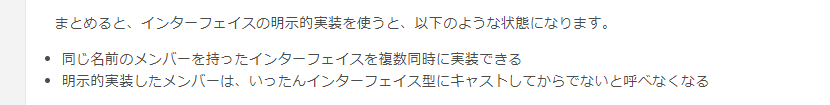 まとめると、インターフェイスの明示的実装を使うと、以下のような状態になります。
同じ名前のメンバーを持ったインターフェイスを複数同時に実装できる
明示的実装したメンバーは、いったんインターフェイス型にキャストしてからでないと呼べなくなる